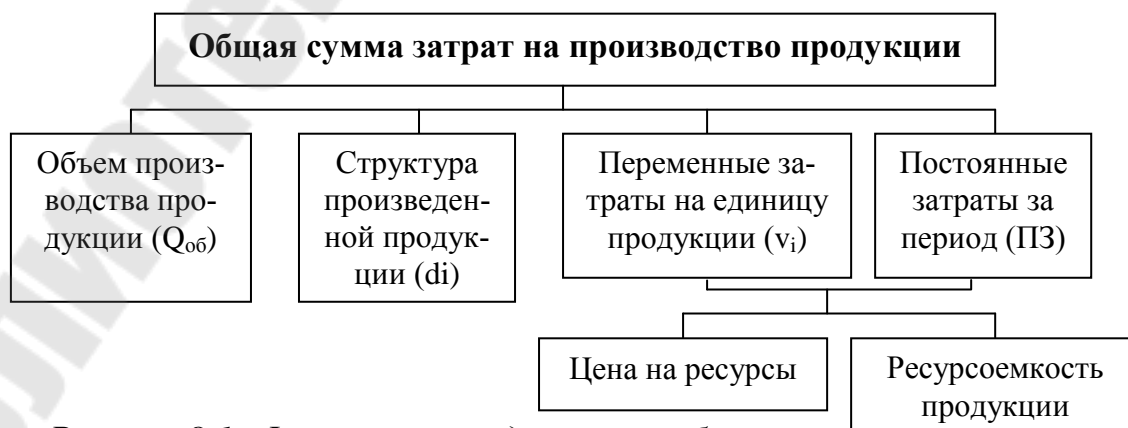 Общая сумма затрат на производство продукции
Объем произ-
водства про-
дукции (Qоб)
Структура
произведен-
ной продук-
ции (di)
Переменные за-
траты на единицу
продукции (vi)
Постоянные
затраты за
период (ПЗ)
Цена на ресурсы
Ресурсоемкость
продукции